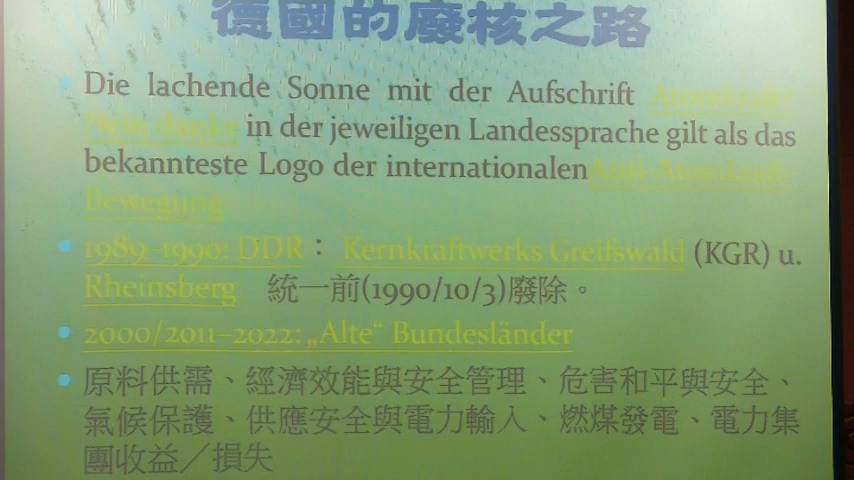 德國的廢核之路
Die lachende Sonne mit der Aufschrift Atomkraft?
Nein danke in der jeweiligen Landessprache gilt als das
bekannteste Logo der internationalen Anti-Atomkraft-
Bewegung
1989-1990: DDR： Kernkraftwerks Greifswald (KGR) u.
Rheinsberg 統一前(1990/10/3)廢除。
2000/2011–2022: „Alte“ Bundesländer
原料供需、經濟效能與安全管理、危害和平與安全、
氣候保護、供應安全與電力輸入、燃煤發電、電力集
團收益／損失